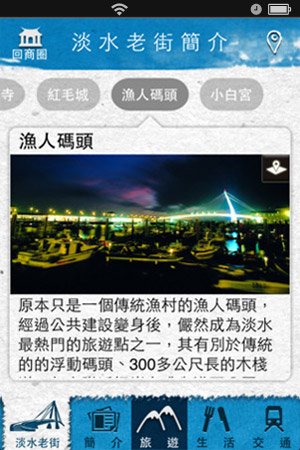 回商圈
淡水老街簡介
寺
紅毛城
漁人碼頭
小白宮
漁人碼頭
原本只是一個傳統漁村的漁人碼頭，
經過公共建設變身後，儼然成為淡水
最熱門的旅遊點之一，其有別於傳統
的的浮動碼頭、300多公尺長的木棧
淡水老街
簡介
旅遊
生活
交通